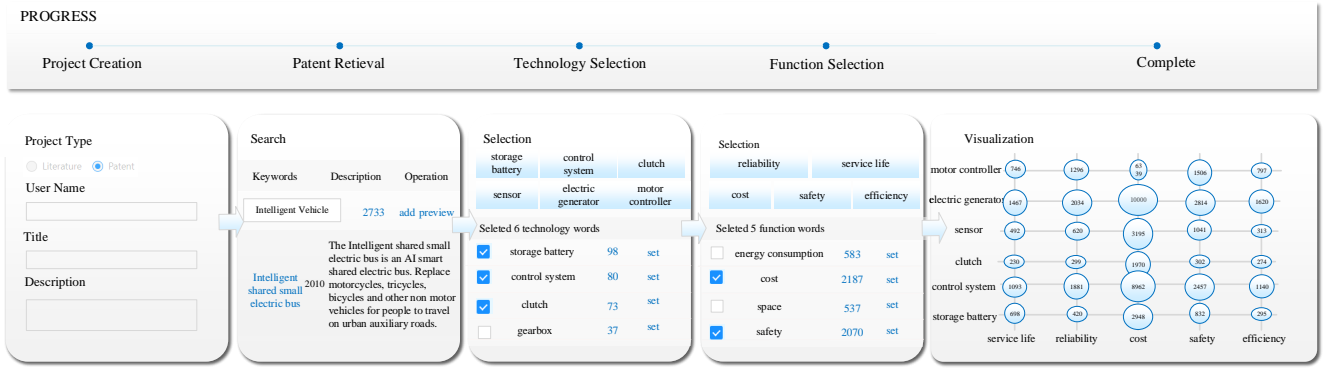 PROGRESS
Project Creation
Patent Retieval
Technology Selection
Function Selection
Complete
Project Type
Literature
Patent
User Name
Title
Description
Search
Keywords Description Operation
Intelligent Vehicle 2733 add preview
Intelligent
shared small
electric bus
2010
The Intelligent shared small
electric bus is an AI smart
shared electric bus. Replace
motorcycles, tricycles,
bicycles and other non motor
vehicles for people to travel
on urban auxiliary roads.
Selection
storage
battery
control
system
clutch
sensor
electric
generator
motor
controller
Seleted 6 technology words
storage battery 98 set
control system 80 set
clutch 73 set
gearbox 37 set
Selection
reliability service life
cost safety efficiency
Seleted 5 function words
energy consumption 583 set
cost 2187 set
space 537 set
safety 2070 set
Visualization
motor controller 746 1296 63 1506 797
39
electric generator 1467 2034 10000 2814 1620
sensor 492 620 3195 1041 313
clutch 230 299 1970 302 274
control system 1093 1881 8962 2457 1140
storage battery 698 420 2948 832 295
service life reliability cost safety efficiency